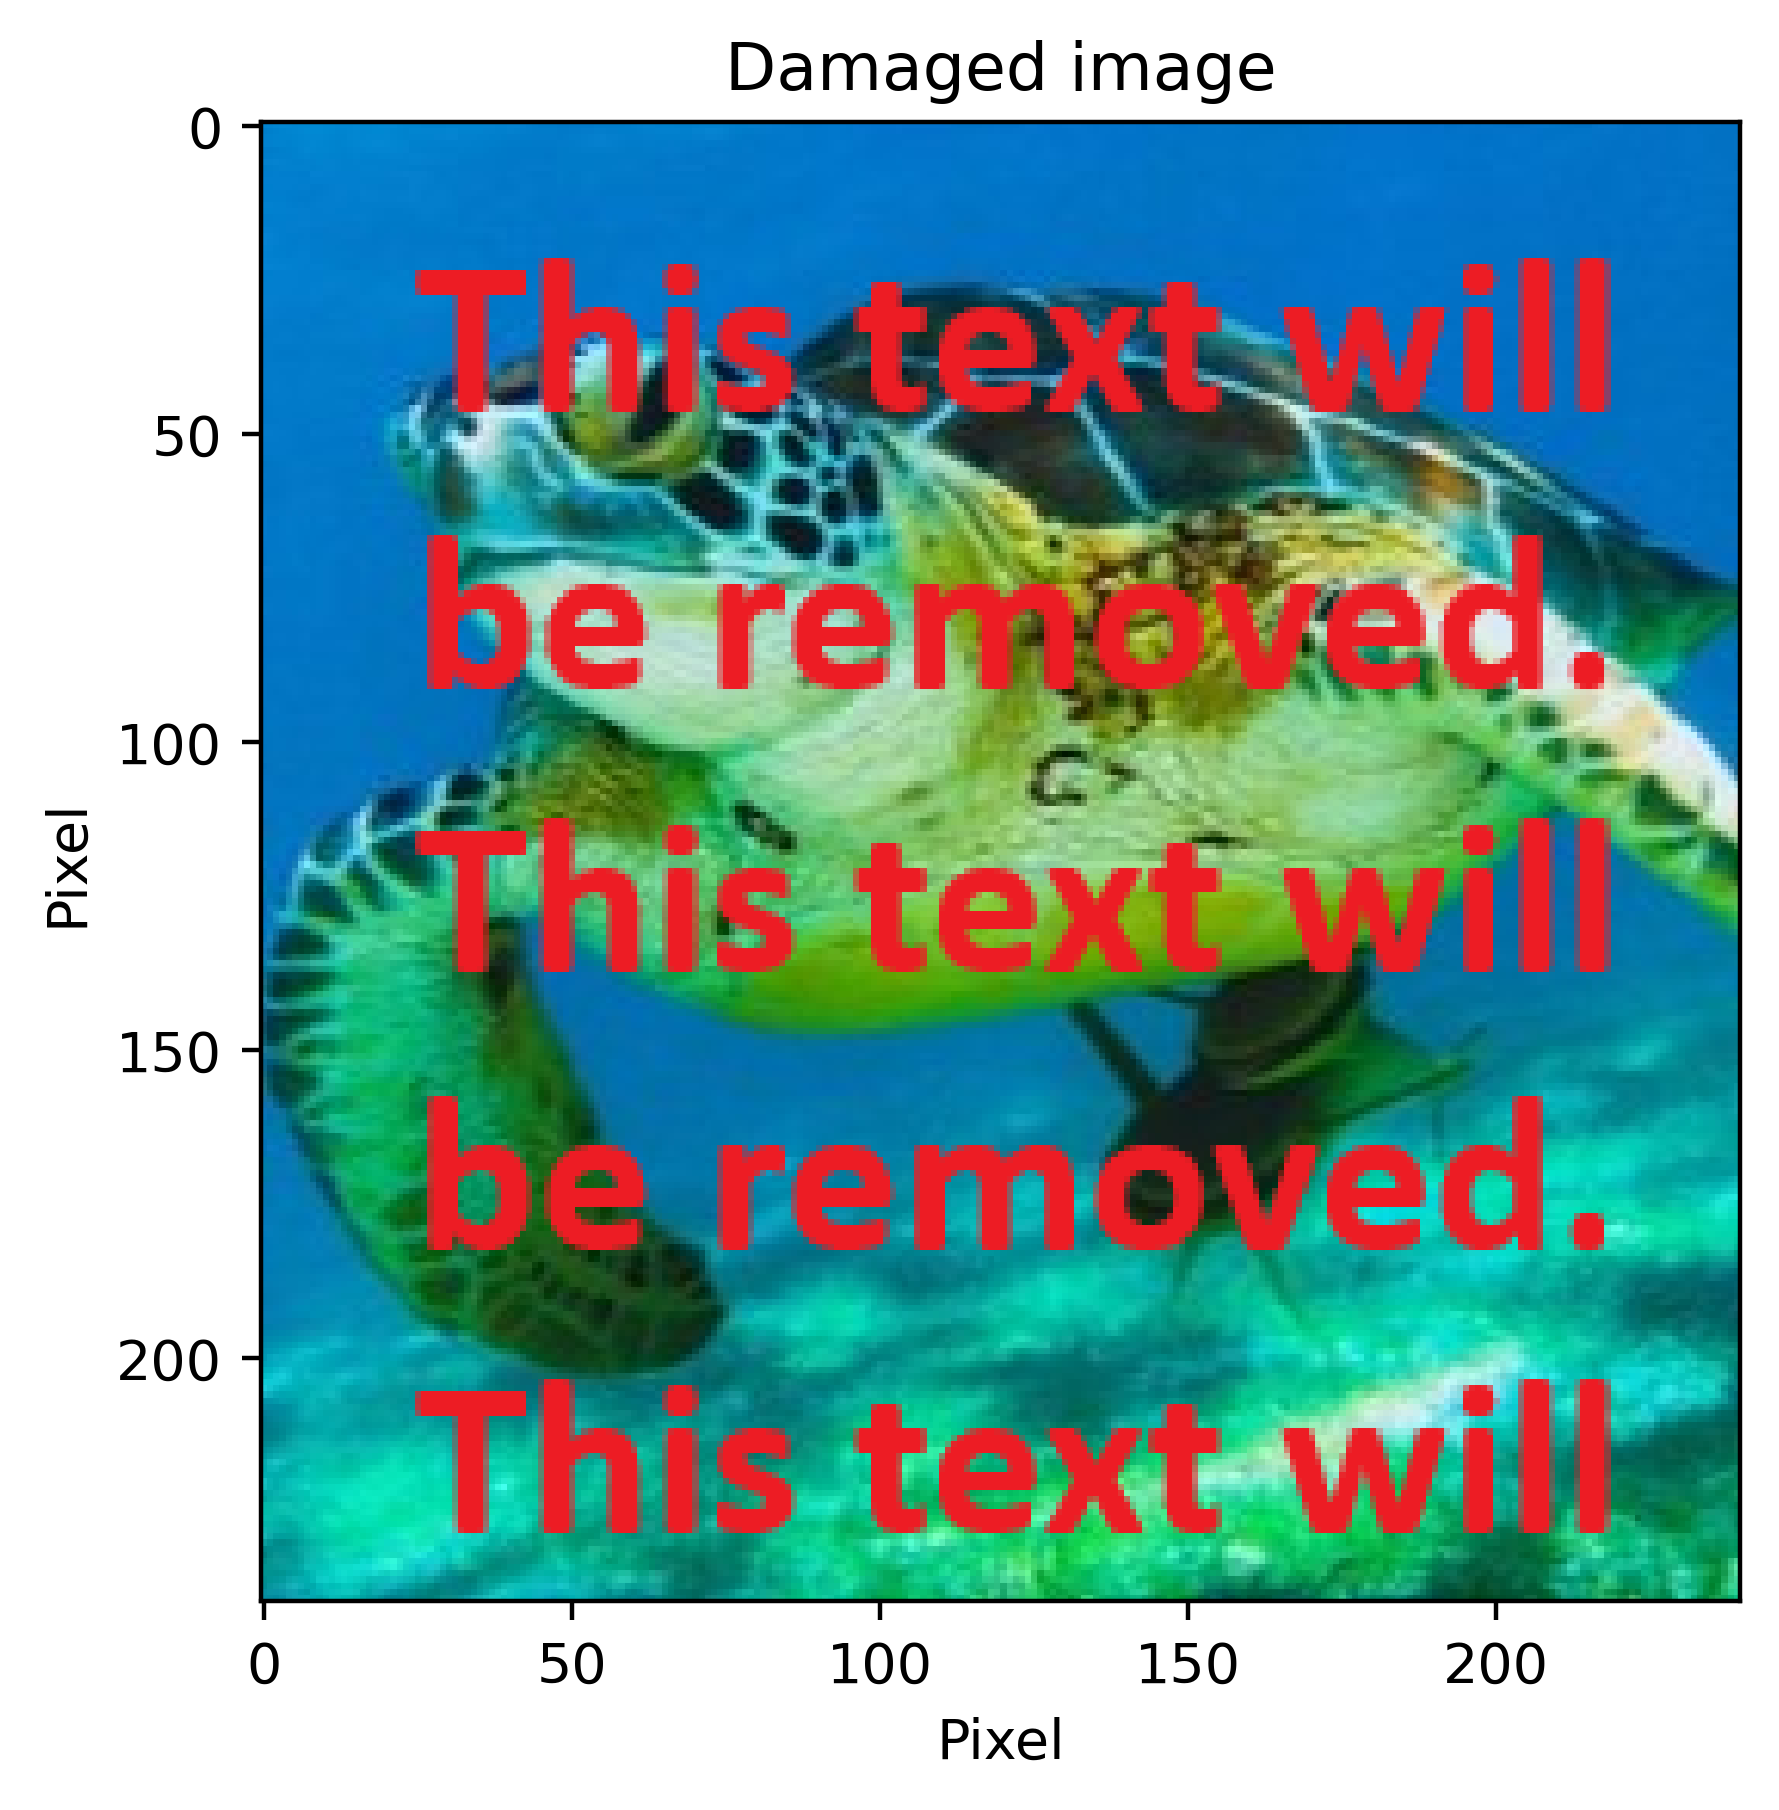 Damaged image
0
This text will
50
be removed.
100
Pixel
This text will
150
be removed.
200
This text will
0 50 100 150 200
Pixel